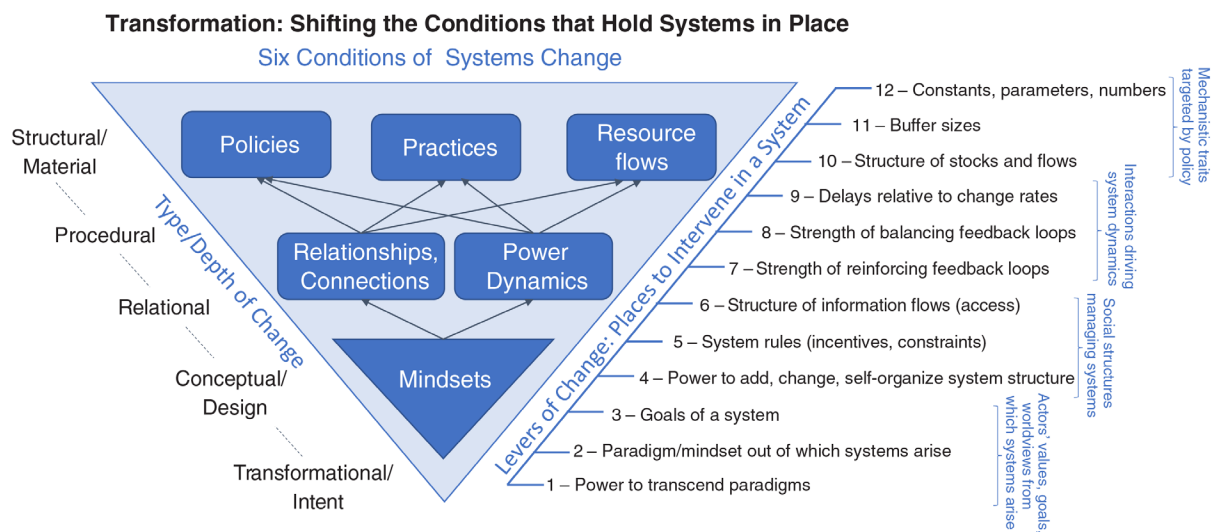 Transformation: Shifting the Conditions that Hold Systems in Place
Six Conditions of Systems Change
Structural/
Material
Procedural
Relational
Conceptual/
Design
Transformational/
Intent
Type/Depth of Change
Policies
Practices
Resource
flows
Relationships,
Connections
Power
Dynamics
Mindsets
Levers of Change: Places to Intervene in a System
12 – Constants, parameters, numbers
11 – Buffer sizes
10 – Structure of stocks and flows
9 – Delays relative to change rates
8 – Strength of balancing feedback loops
7 – Strength of reinforcing feedback loops
6 – Structure of information flows (access)
5 – System rules (incentives, constraints)
4 – Power to add, change, self-organize system structure
3 – Goals of a system
2 – Paradigm/mindset out of which systems arise
1 – Power to transcend paradigms
Mechanistic traits
targeted by policy
Interactions driving
system dynamics
Social structures
managing systems
Actors' values, goals
worldviews from
which systems arise